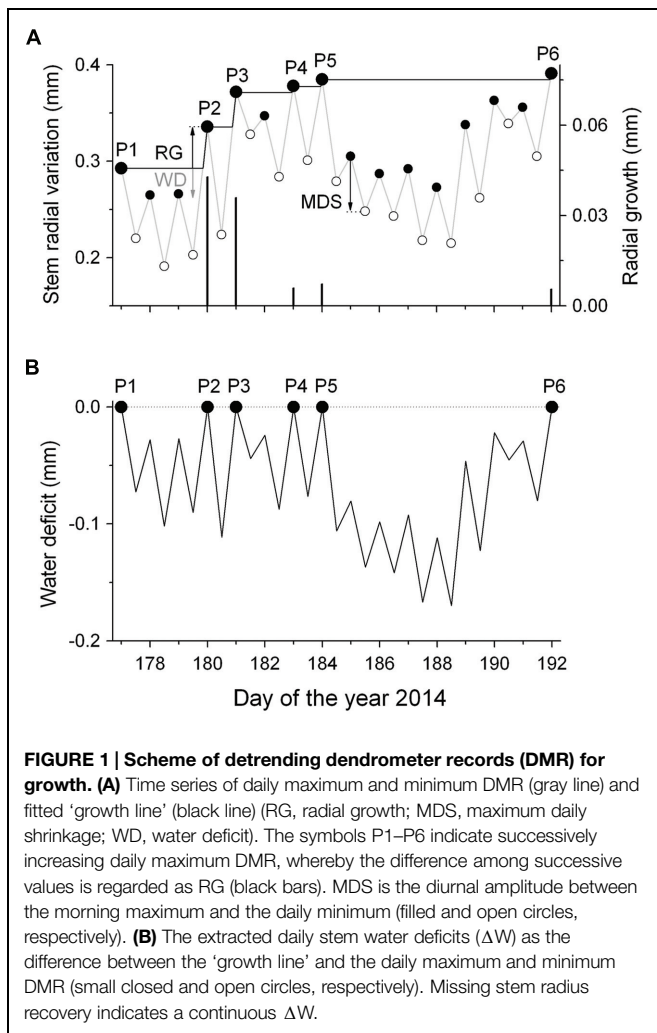 A
P1
P2
P3
P4
P5
P6
RG
WD
MDS
Stem radial variation (mm)
0.4
0.3
0.2
Radial growth (mm)
0.06
0.03
0.00
B
P1
P2
P3
P4
P5
P6
Water deficit (mm)
0.0
-0.1
-0.2
178 180 182 184 186 188 190 192
Day of the year 2014
FIGURE 1 | Scheme of detrending dendrometer records (DMR) for
growth. (A) Time series of daily maximum and minimum DMR (gray line) and
fitted ‘growth line’ (black line) (RG, radial growth; MDS, maximum daily
shrinkage; WD, water deficit). The symbols P1–P6 indicate successively
increasing daily maximum DMR, whereby the difference among successive
values is regarded as RG (black bars). MDS is the diurnal amplitude between
the morning maximum and the daily minimum (filled and open circles,
respectively). (B) The extracted daily stem water deficits (ΔW) as the
difference between the ‘growth line’ and the daily maximum and minimum
DMR (small closed and open circles, respectively). Missing stem radius
recovery indicates a continuous ΔW.